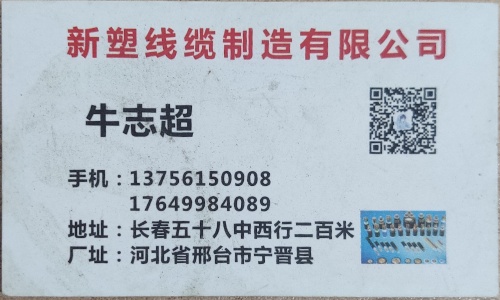 新塑线缆制造有限公司
牛志超
手机：13756150908
17649984089
地址：长春五十八中西行二百米
厂址：河北省邢台市宁晋县